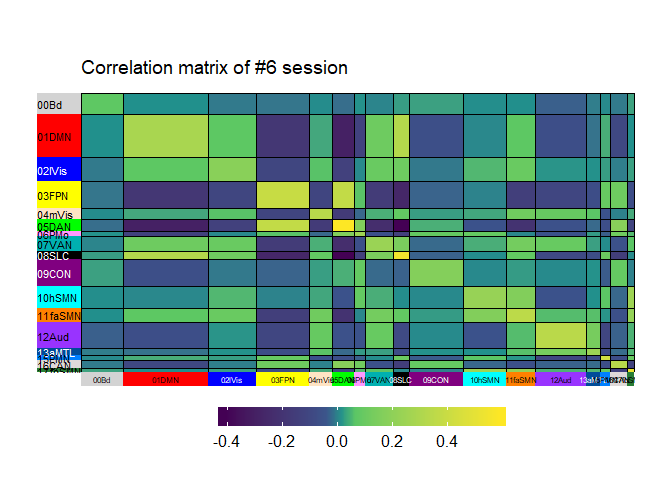 Correlation matrix of #6 session
00Bd
01DMN
02lVis
03FPN
04mVis
05DAN
06PMo
07VAN
08SLC
09CON
10hSMN
11faSMN
12Aud
13aMTL
00Bd 01DMN 02lVis 03FPN 04mVis 07VAN 08SLC 09CON 10hSMN 11faSMN 12Aud
-0.4 -0.2 0.0 0.2 0.4